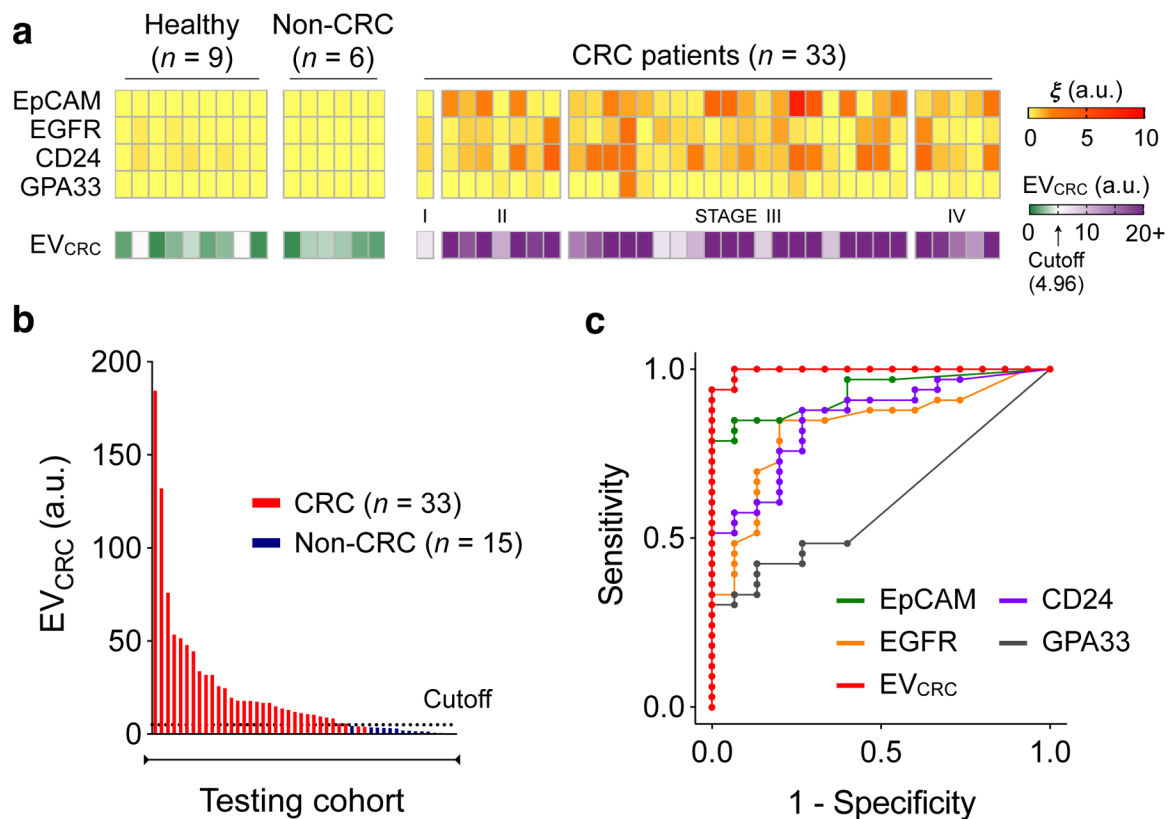 a
Healthy
(n = 9)
Non-CRC
(n = 6)
CRC patients (n = 33)
EpCAM
EGFR
CD24
GPA33
ξ (a.u.)
0 5 10
I II STAGE III IV
EVCRC
EVCRC (a.u.)
0 10 20+
Cutoff
(4.96)
b
200
150
100
50
0
EVCRC (a.u.)
CRC (n = 33)
Non-CRC (n = 15)
Cutoff
Testing cohort
c
1.0
0.5
0.0
Sensitivity
EpCAM
EGFR
EVCRC
CD24
GPA33
0.0 0.5 1.0
1 - Specificity